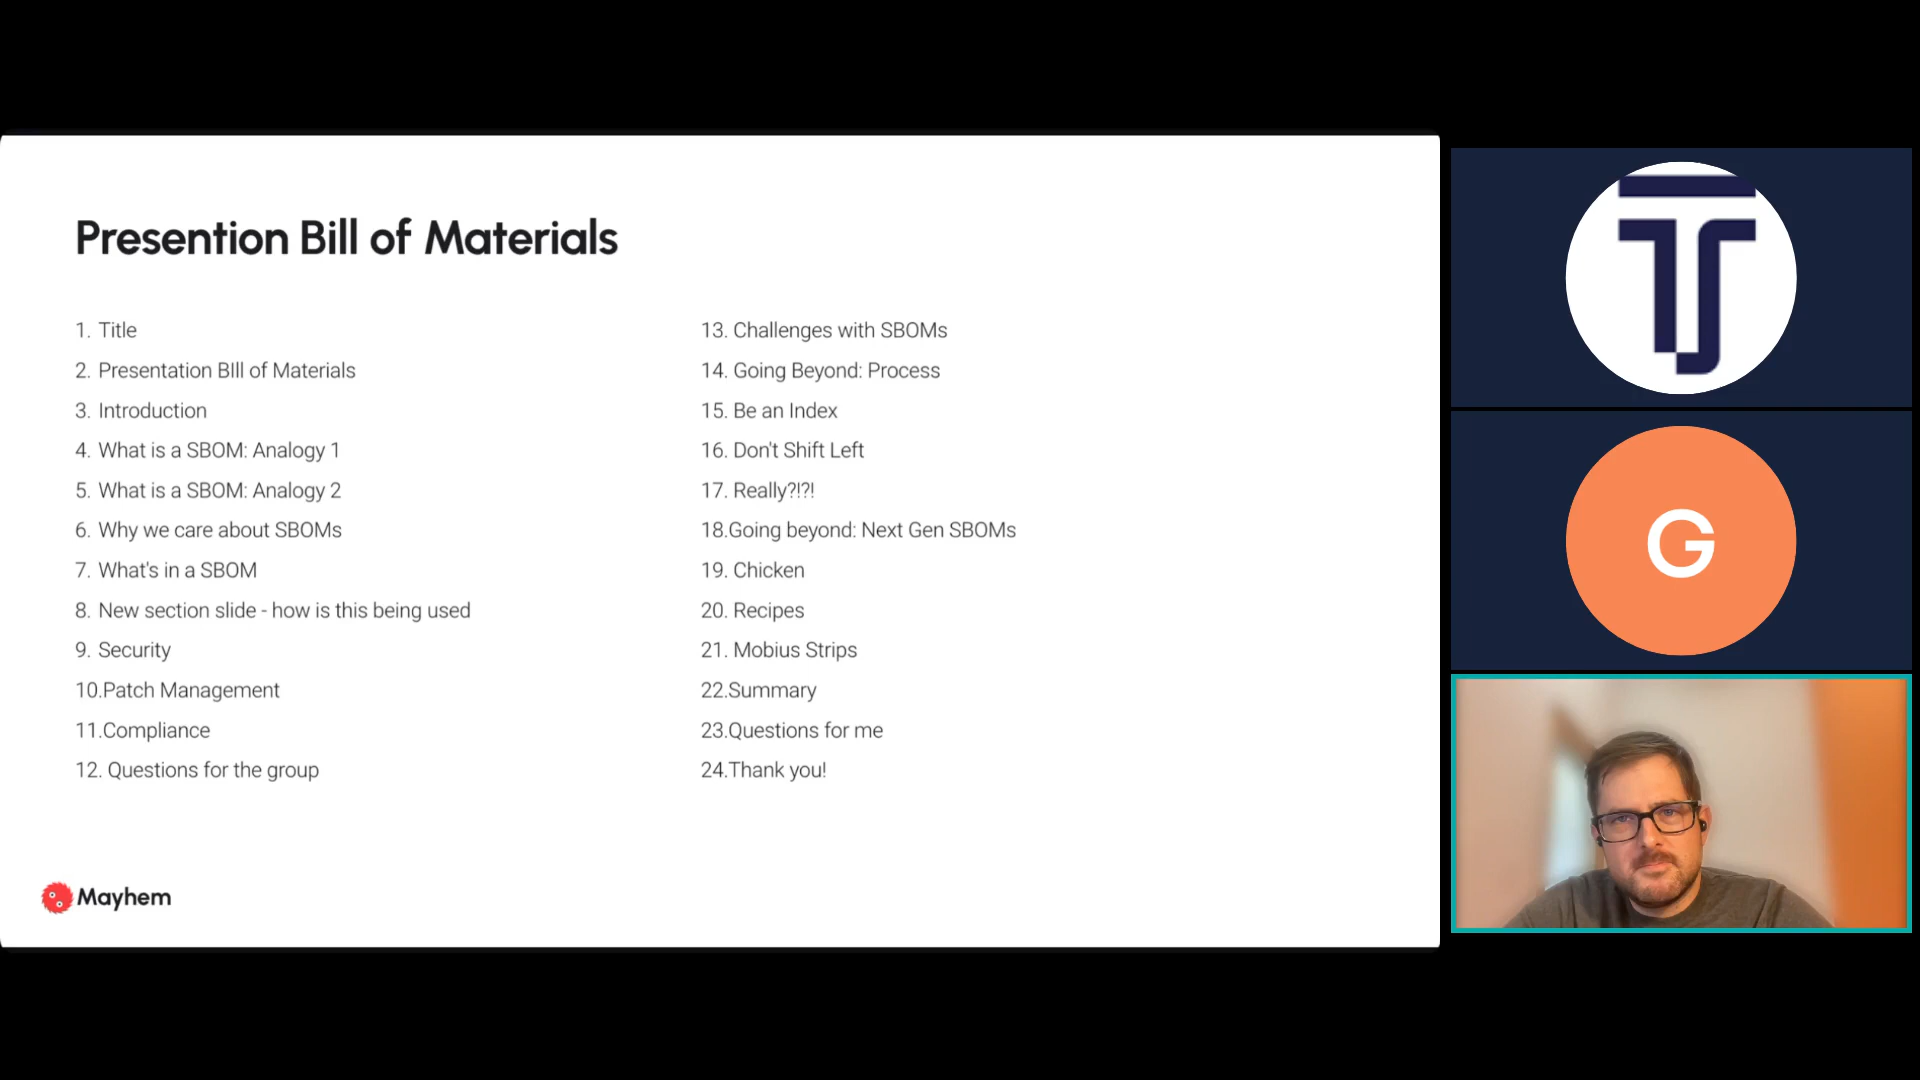 Presention Bill of Materials
1. Title
2. Presentation BIll of Materials
3. Introduction
4. What is a SBOM: Analogy 1
5. What is a SBOM: Analogy 2
6. Why we care about SBOMs
7. What's in a SBOM
8. New section slide - how is this being used
9. Security
10.Patch Management
11.Compliance
12. Questions for the group
13. Challenges with SBOMs
14. Going Beyond: Process
15. Be an Index
16. Don't Shift Left
17. Really?!?!
18.Going beyond: Next Gen SBOMs
19. Chicken
20. Recipes
21. Mobius Strips
22.Summary
23.Questions for me
24.Thank you!
Mayhem
TS
G